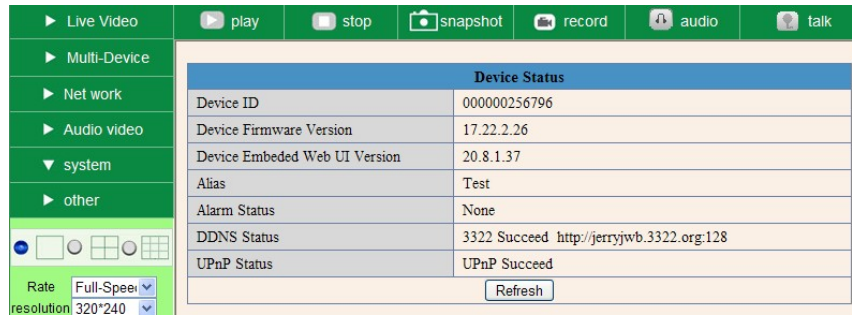 Live Video
play
stop
snapshot
record
audio
talk
Multi-Device
Net work
Audio video
system
other
Rate Full-Speed
resolution 320*240
Device Status
Device ID 000000256796
Device Firmware Version 17.22.2.26
Device Embeded Web UI Version 20.8.1.37
Alias Test
Alarm Status None
DDNS Status 3322 Succeed http://jerryjwb.3322.org:128
UPnP Status UPnP Succeed
Refresh